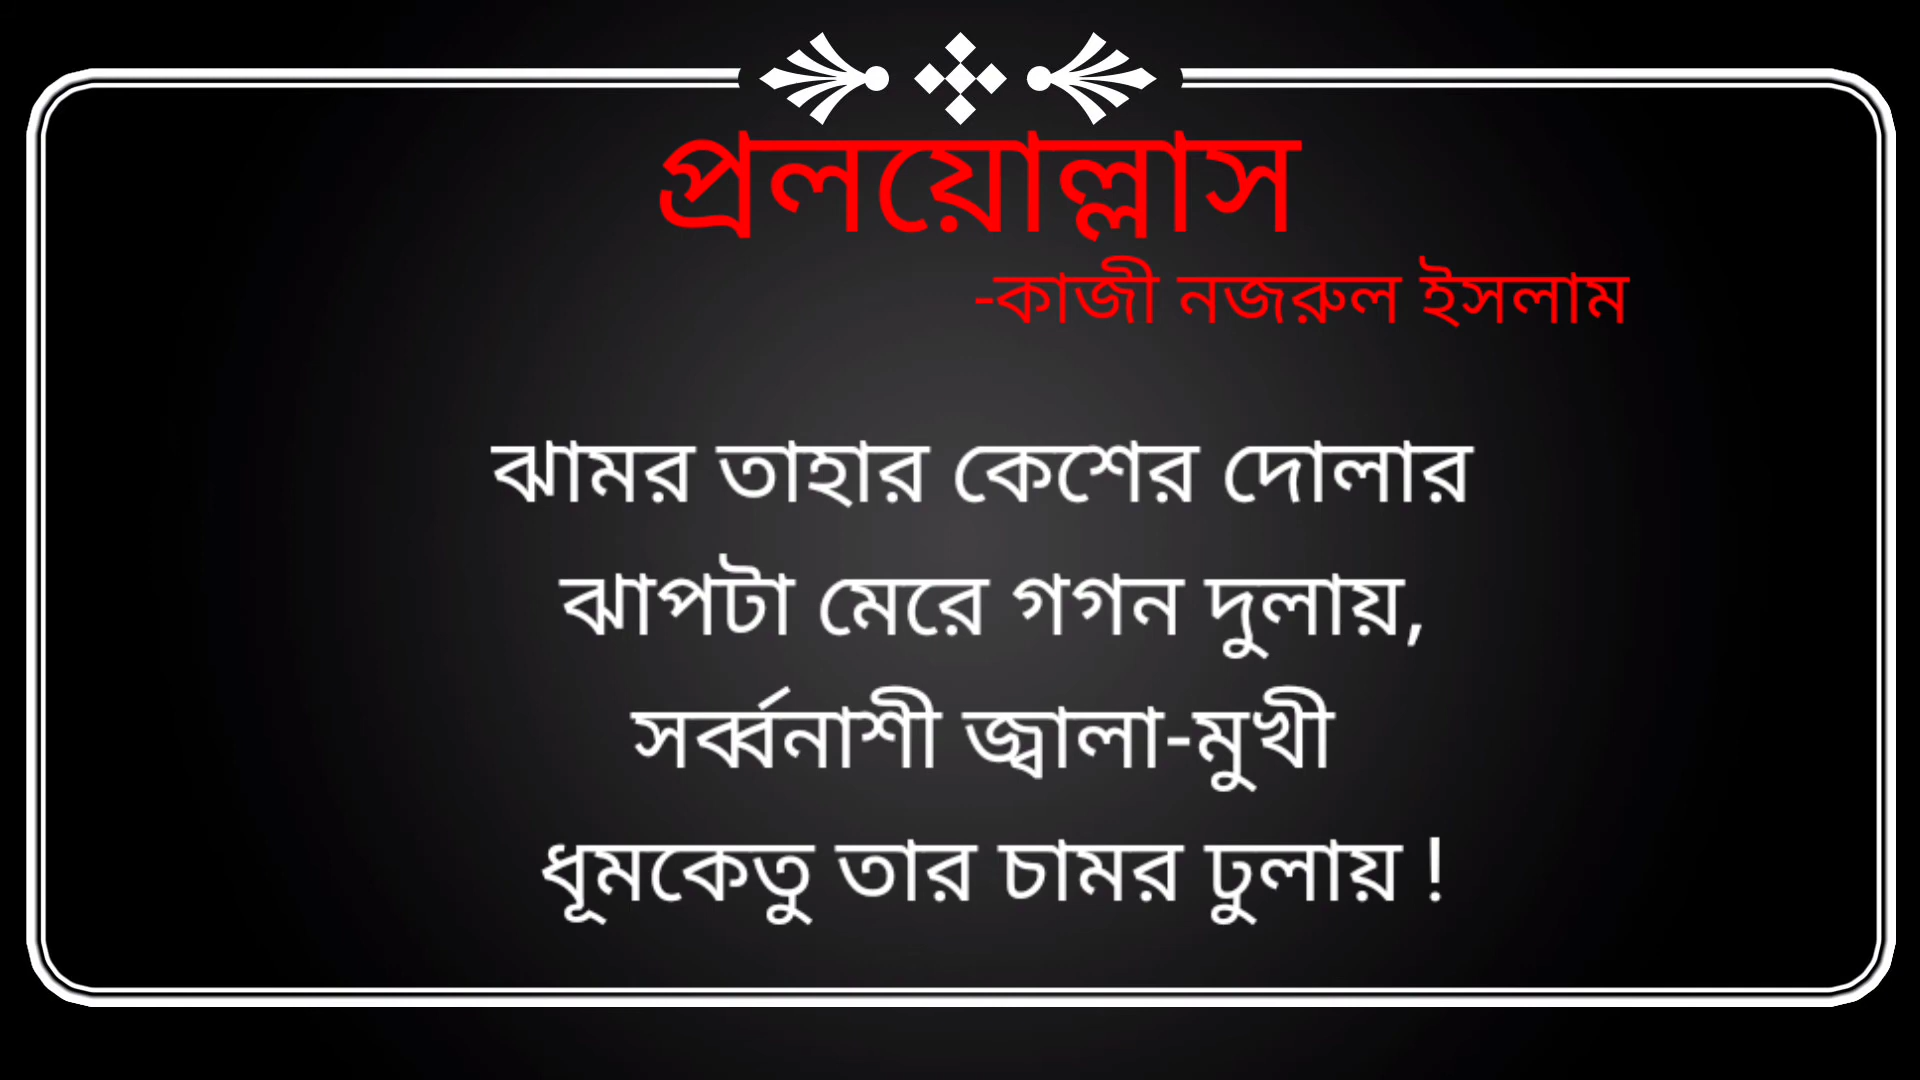 প্রলয়োল্লাস
-কাজী নজরুল ইসলাম
ঝামর তাহার কেশের দোলার
ঝাপটা মেরে গগন দুলায়,
সর্ব্বনাশী জ্বালা-মুখী
ধূমকেতু তার চামর ঢুলায় !